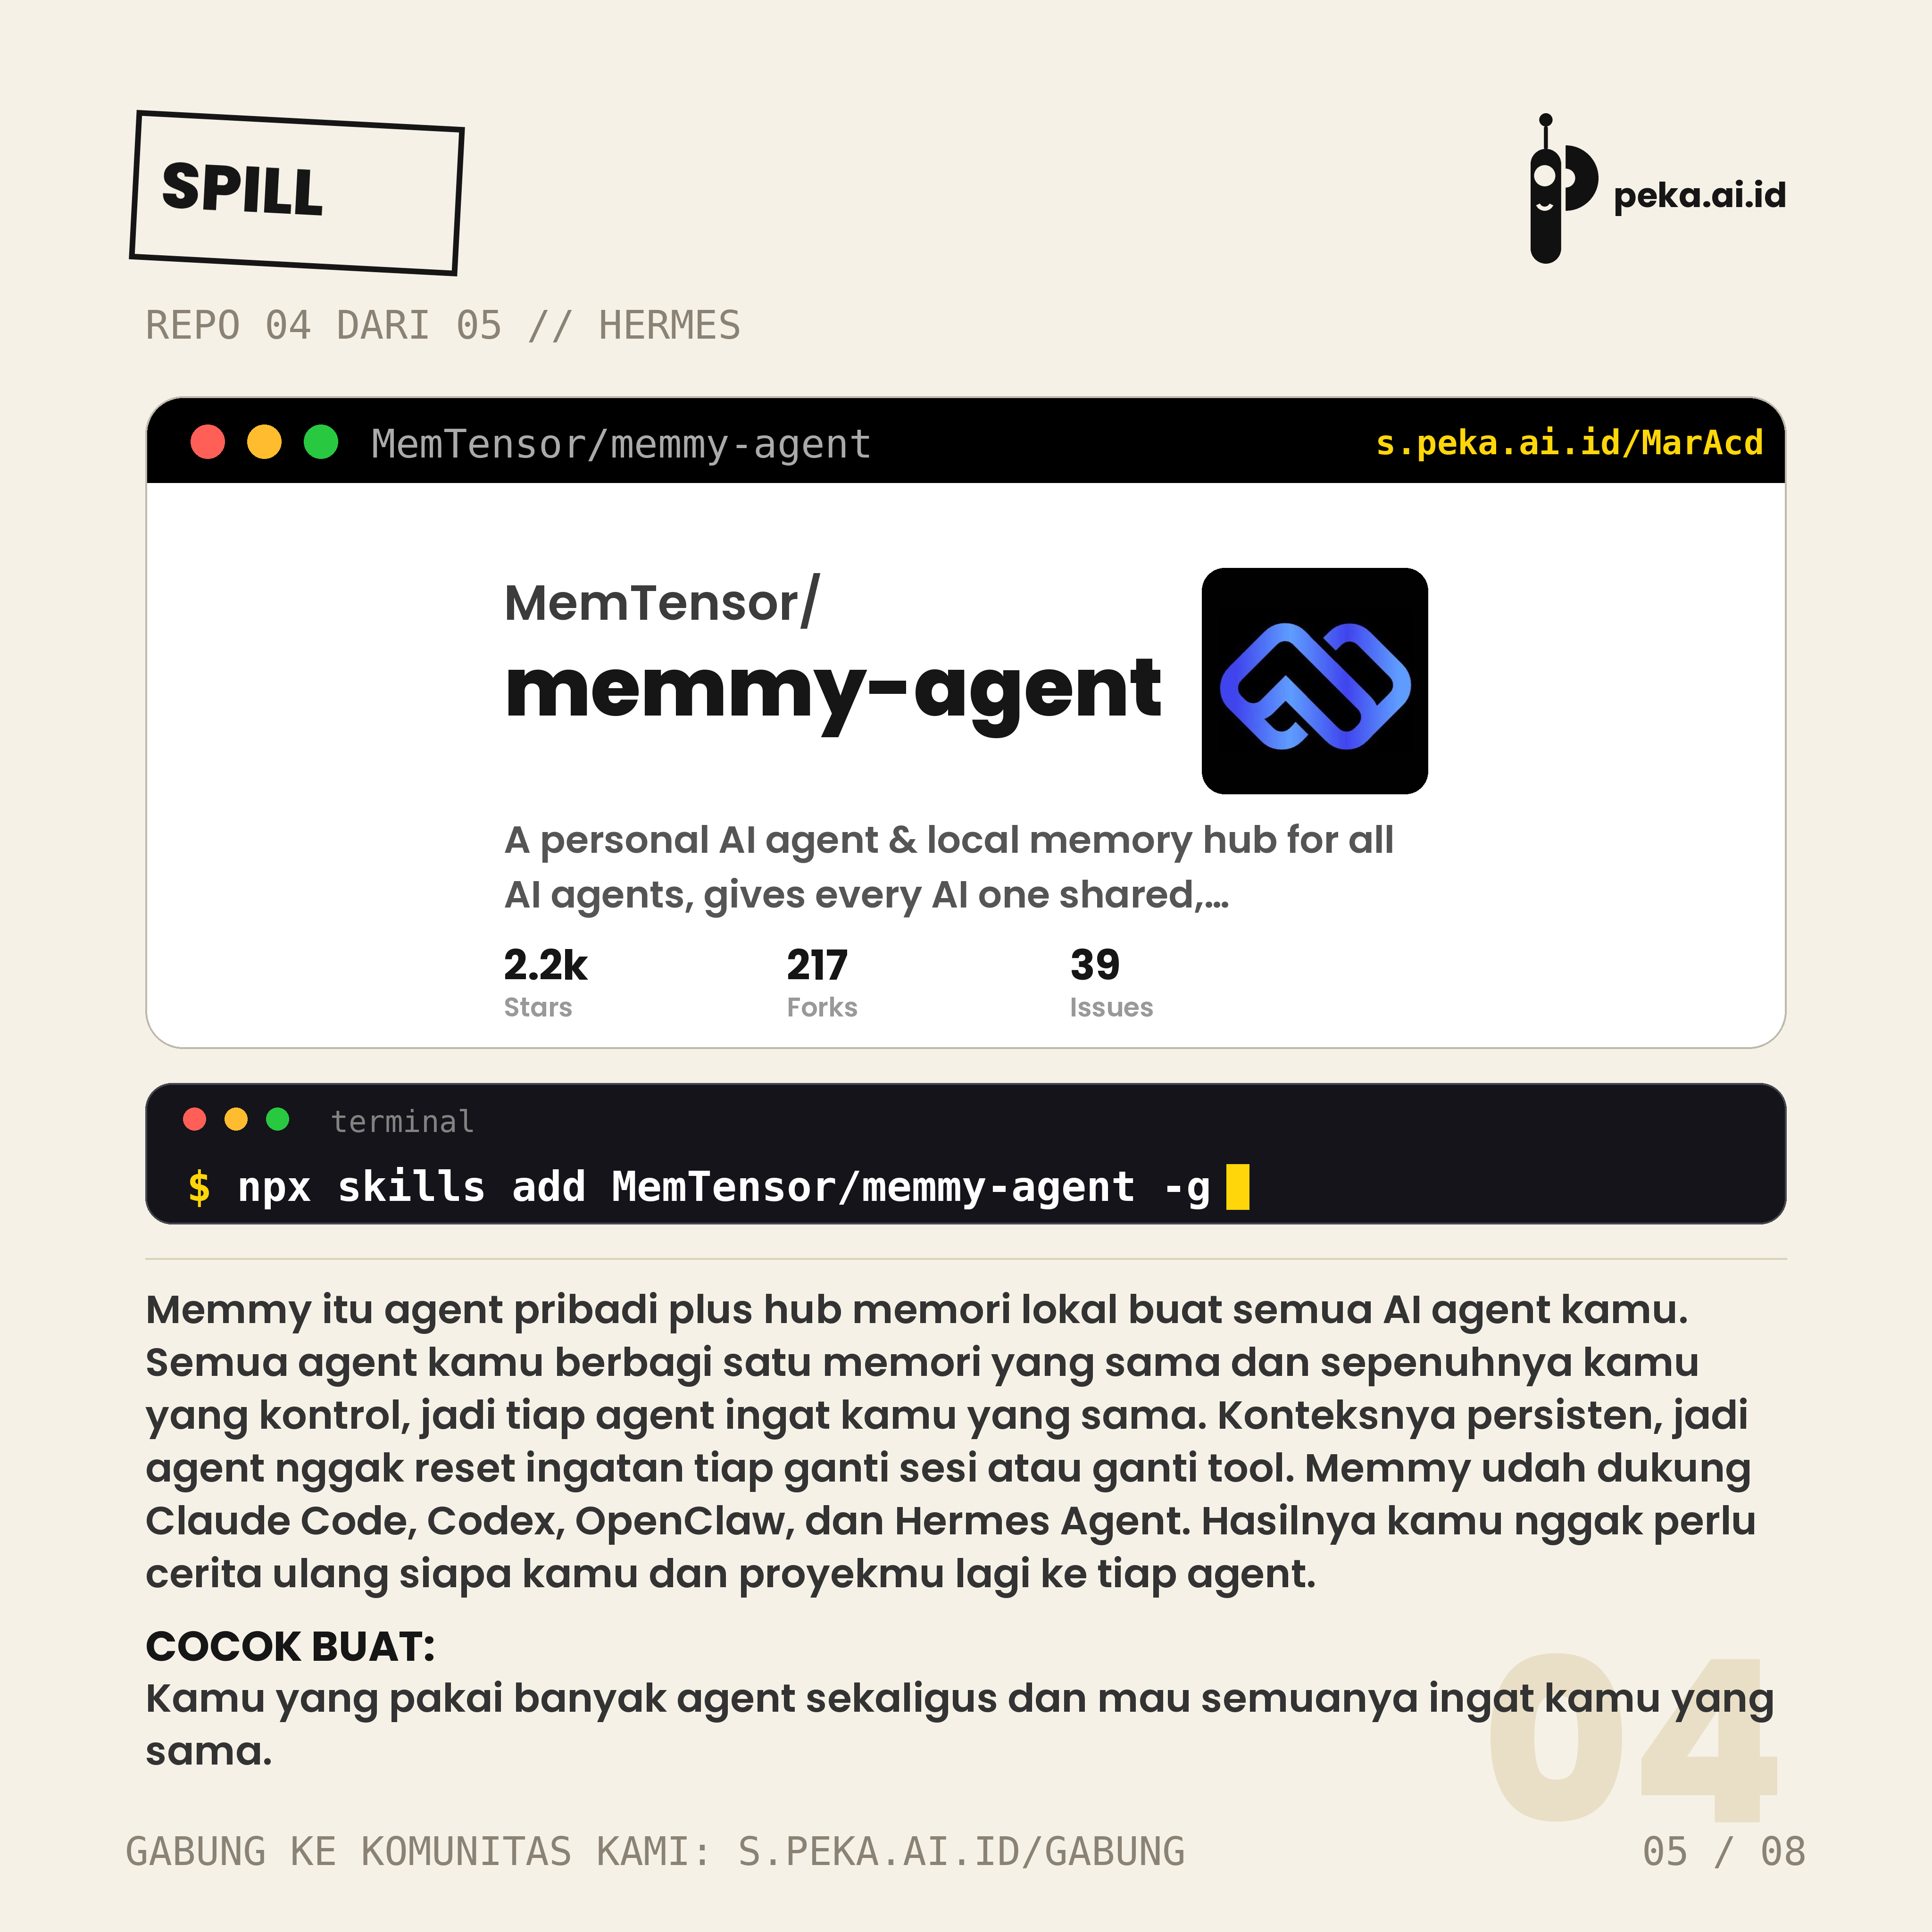 SPILL
peka.ai.id
REPO 04 DARI 05 // HERMES
MemTensor/memmy-agent
s.peka.ai.id/MarAcd
MemTensor/
memmy-agent
A personal AI agent & local memory hub for all
AI agents, gives every AI one shared,...
2.2k
Stars
217
Forks
39
Issues
terminal
$ npx skills add MemTensor/memmy-agent -g
Memmy itu agent pribadi plus hub memori lokal buat semua AI agent kamu.
Semua agent kamu berbagi satu memori yang sama dan sepenuhnya kamu
yang kontrol, jadi tiap agent ingat kamu yang sama. Konteksnya persisten, jadi
agent nggak reset ingatan tiap ganti sesi atau ganti tool. Memmy udah dukung
Claude Code, Codex, OpenClaw, dan Hermes Agent. Hasilnya kamu nggak perlu
cerita ulang siapa kamu dan proyekmu lagi ke tiap agent.
COCOK BUAT:
Kamu yang pakai banyak agent sekaligus dan mau semuanya ingat kamu yang
sama.
04
GABUNG KE KOMUNITAS KAMI: S.PEKA.AI.ID/GABUNG
05 / 08